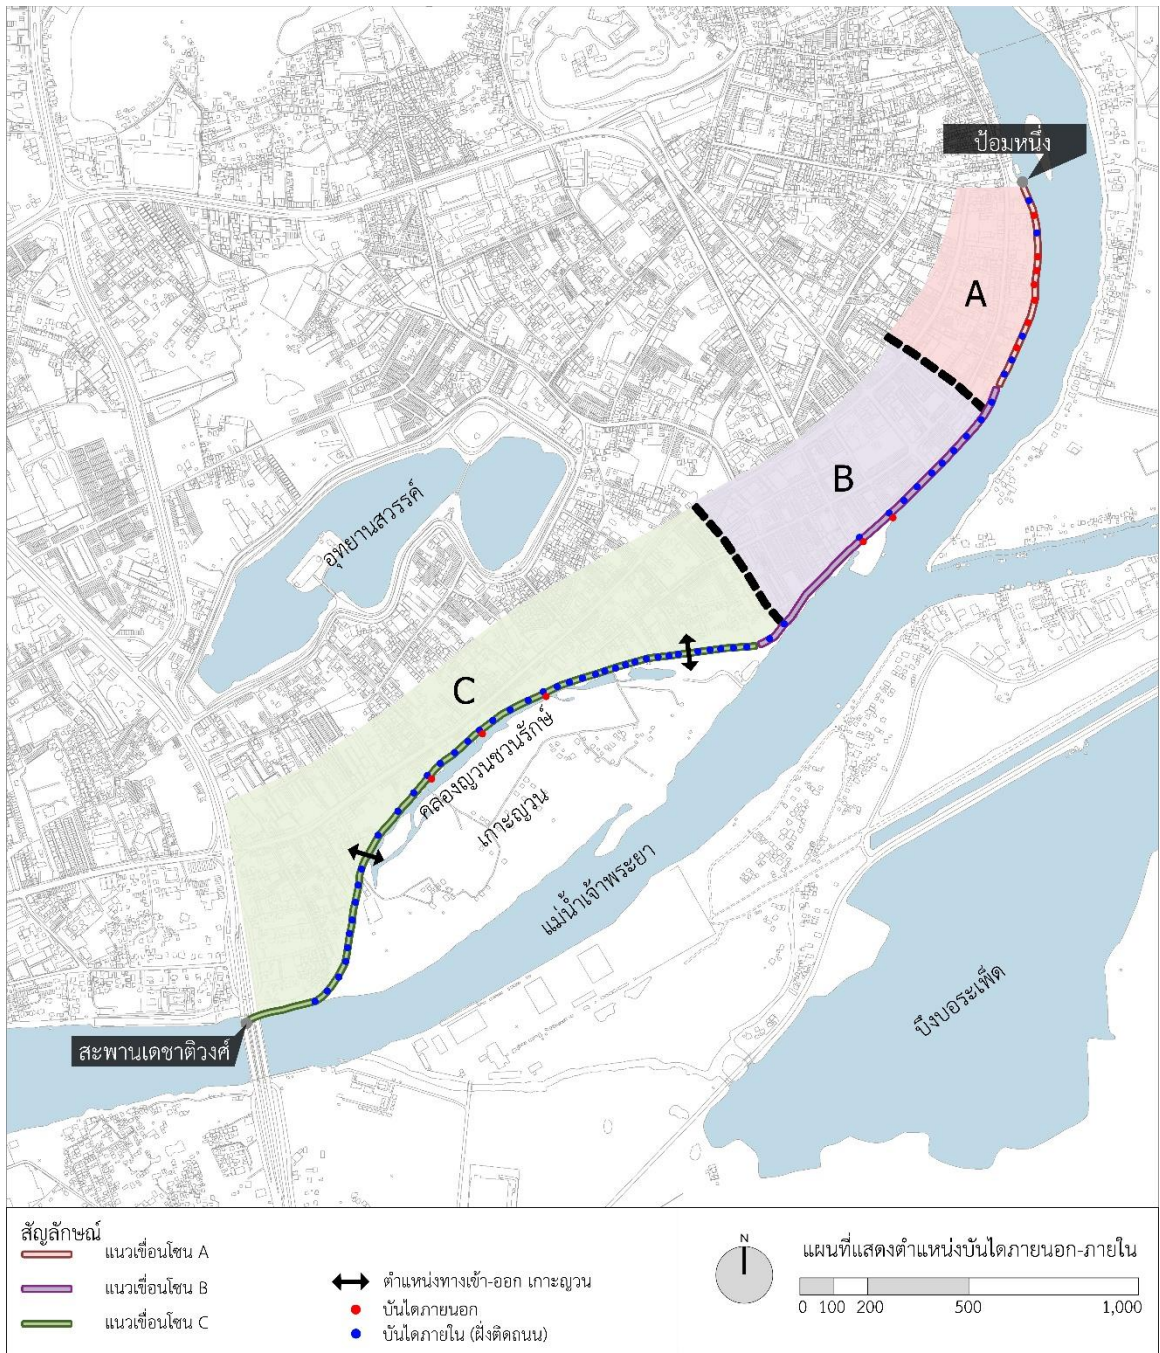 ป้อมหนึ่ง
A
B
อุทยานสวรรค์
C
คลองญวนชวนรักษ์
เกาะญวน
แม่น้ำเจ้าพระยา
บึงบอระเพ็ด
สะพานเดชาติวงศ์
สัญลักษณ์
แนวเขื่อนโซน A
แนวเขื่อนโซน B
แนวเขื่อนโซน C
ตำแหน่งทางเข้า-ออก เกาะญวน
บันไดภายนอก
บันไดภายใน (ฝั่งติดถนน)
N
แผนที่แสดงตำแหน่งบันไดภายนอก-ภายใน
0 100 200 500 1,000